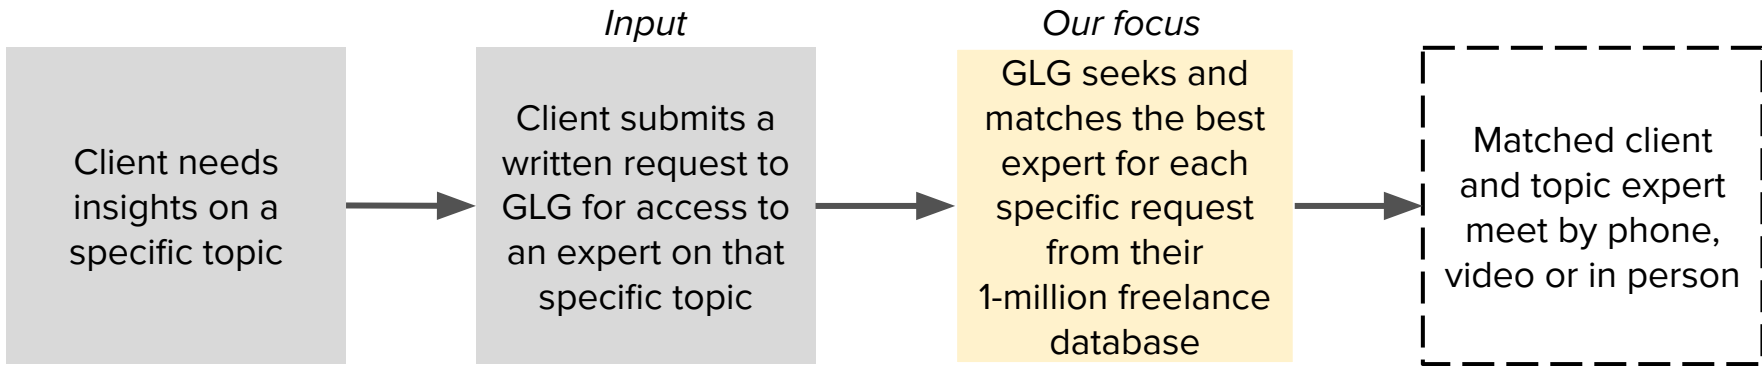 Client needs
insights on a
specific topic
Input
Client submits a
written request to
GLG for access to
an expert on that
specific topic
Our focus
GLG seeks and
matches the best
expert for each
specific request
from their
1-million freelance
database
Matched client
and topic expert
meet by phone,
video or in person